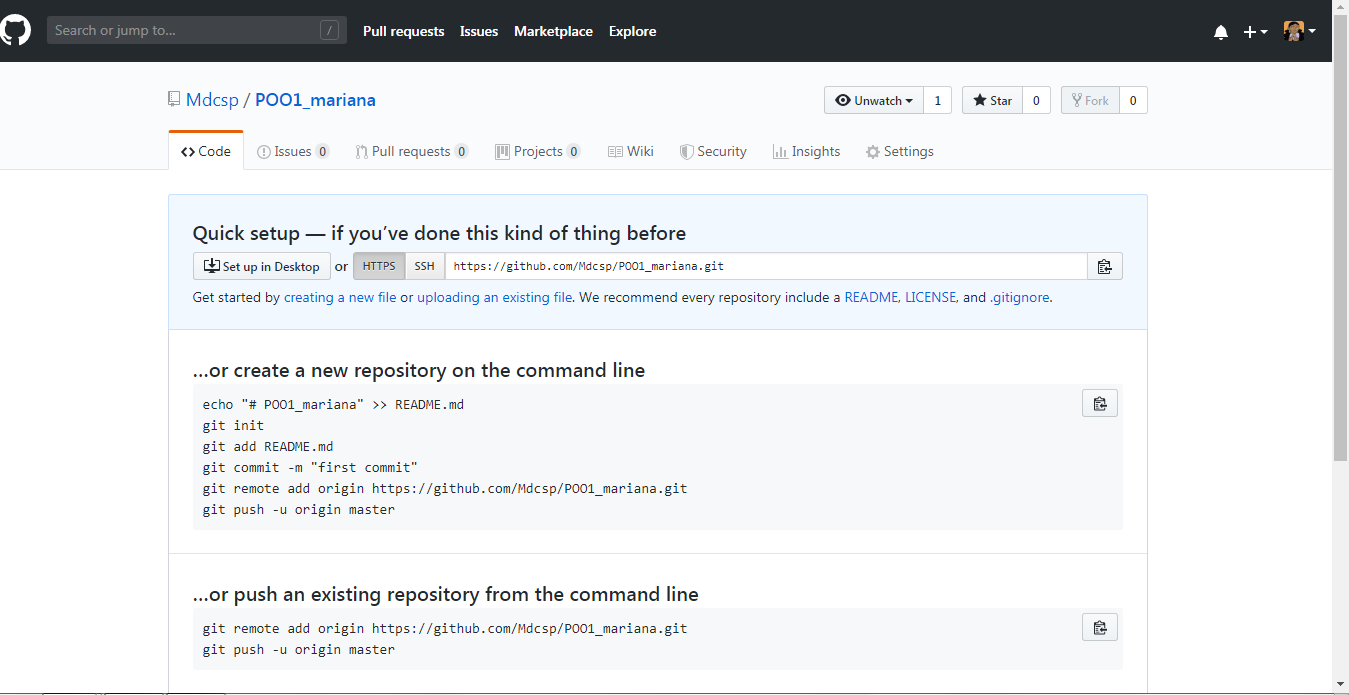 Search or jump to... /
Pull requests Issues Marketplace Explore
Mdcsp / POO1_mariana
Unwatch 1 Star 0 Fork 0
Code Issues 0 Pull requests 0 Projects 0 Wiki Security Insights Settings
Quick setup — if you’ve done this kind of thing before
Set up in Desktop or HTTPS SSH https://github.com/Mdcsp/POO1_mariana.git
Get started by creating a new file or uploading an existing file. We recommend every repository include a README, LICENSE, and .gitignore.
…or create a new repository on the command line
echo "# POO1_mariana" >> README.md
git init
git add README.md
git commit -m "first commit"
git remote add origin https://github.com/Mdcsp/POO1_mariana.git
git push -u origin master
…or push an existing repository from the command line
git remote add origin https://github.com/Mdcsp/POO1_mariana.git
git push -u origin master